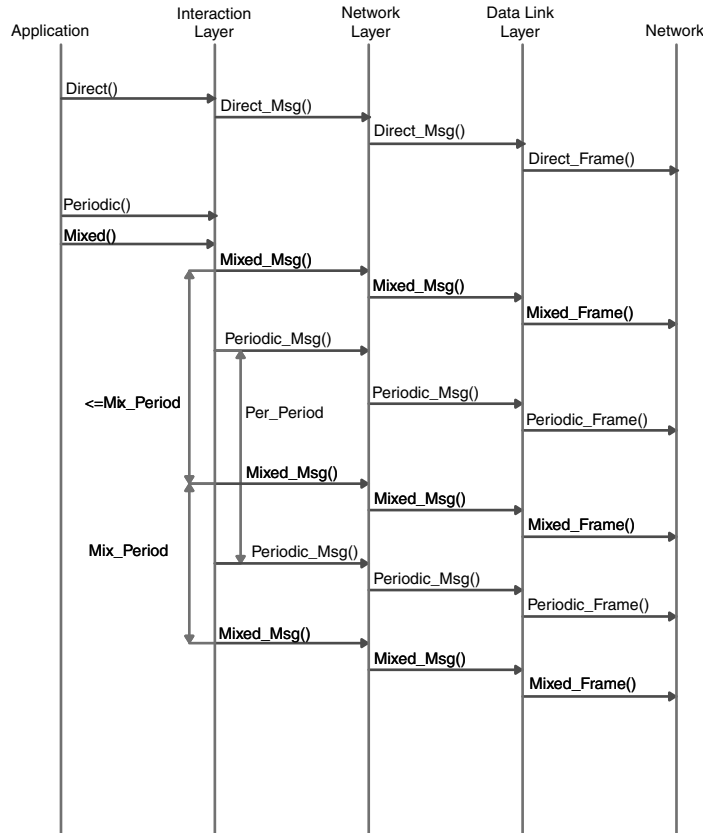 Application
Interaction
Layer
Network
Layer
Data Link
Layer
Network
Direct()
Direct_Msg()
Direct_Msg()
Direct_Frame()
Periodic()
Mixed()
Mixed_Msg()
Mixed_Msg()
Mixed_Frame()
Periodic_Msg()
<=Mix_Period
Per_Period
Periodic_Msg()
Periodic_Frame()
Mixed_Msg()
Mixed_Msg()
Mixed_Frame()
Mix_Period
Periodic_Msg()
Periodic_Msg()
Periodic_Frame()
Mixed_Msg()
Mixed_Msg()
Mixed_Frame()